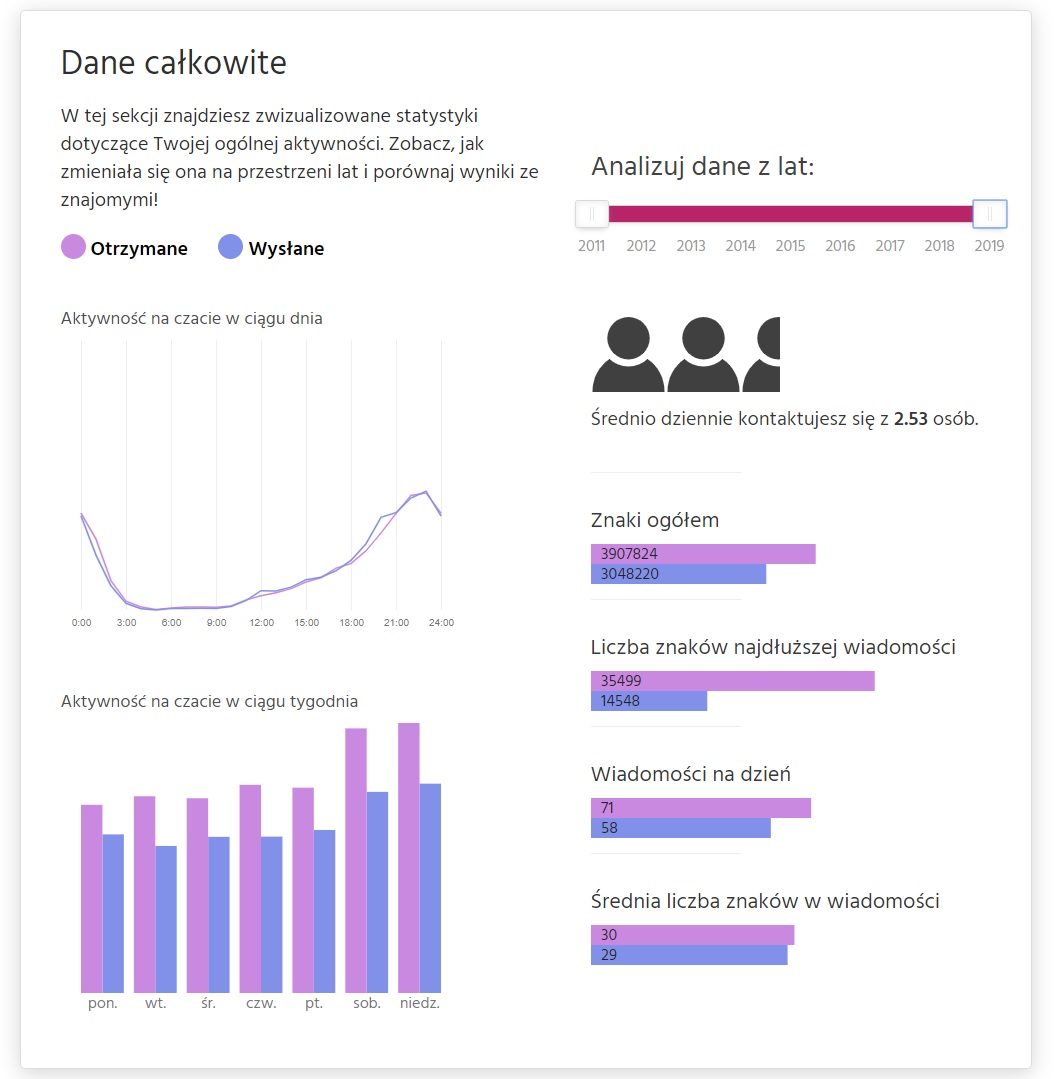 Dane całkowite
W tej sekcji znajdziesz zwizualizowane statystyki
dotyczące Twojej ogólnej aktywności. Zobacz, jak
zmieniała się ona na przestrzeni lat i porównaj wyniki ze
znajomymi!
Otrzymane Wysłane
Aktywność na czacie w ciągu dnia
0:00 3:00 6:00 9:00 12:00 15:00 18:00 21:00 24:00
Aktywność na czacie w ciągu tygodnia
pon. wt. śr. czw. pt. sob. niedz.
Analizuj dane z lat:
2011 2012 2013 2014 2015 2016 2017 2018 2019
Średnio dziennie kontaktujesz się z 2.53 osób.
Znaki ogółem
3907824
3048220
Liczba znaków najdłuższej wiadomości
35499
14548
Wiadomości na dzień
71
58
Średnia liczba znaków w wiadomości
30
29